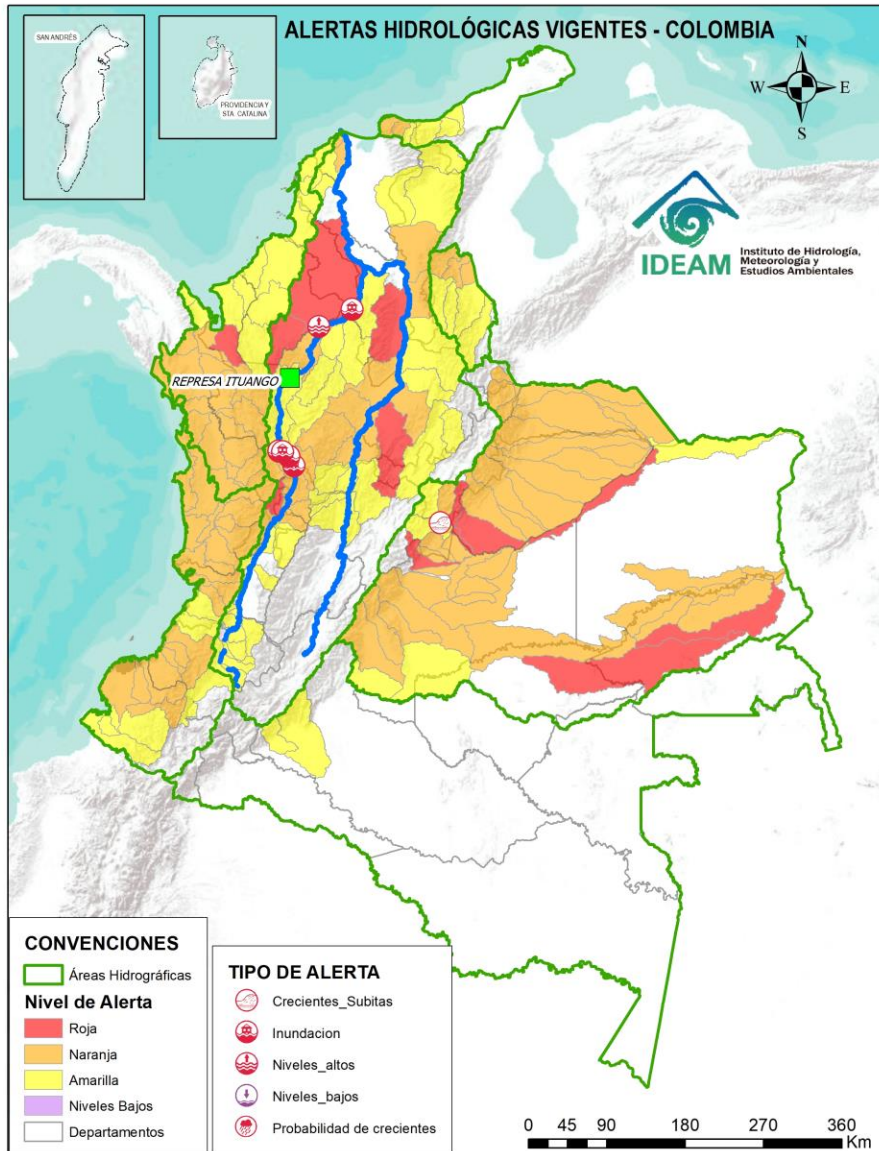 SAN ANDRÉS
PROVIDENCIA Y
STA. CATALINA
ALERTAS HIDROLÓGICAS VIGENTES - COLOMBIA
N
W
E
S
IDEAM
Instituto de Hidrología,
Meteorología y
Estudios Ambientales
REPRESA ITUANGO
CONVENCIONES
Áreas Hidrográficas
Nivel de Alerta
Roja
Naranja
Amarilla
Niveles Bajos
Departamentos
TIPO DE ALERTA
Crecientes_Subitas
Inundacion
Niveles_altos
Niveles_bajos
Probabilidad de crecientes
0 45 90 180 270 360
Km